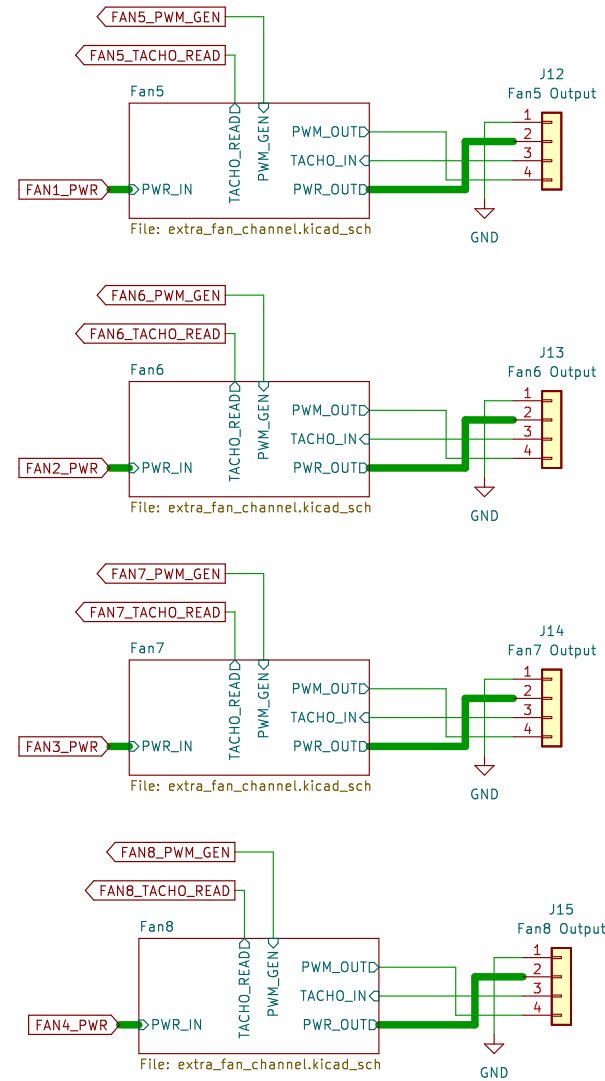 FAN5_PWM_GEN
FAN5_TACHO_READ
J12
Fan5 Output
Fan5
TACHO_READ
PWM_GEN
PWM_OUT
TACHO_IN
PWR_OUT
FAN1_PWR
PWR_IN
1
2
3
4
File: extra_fan_channel.kicad_sch
GND
FAN6_PWM_GEN
FAN6_TACHO_READ
J13
Fan6 Output
Fan6
TACHO_READ
PWM_GEN
PWM_OUT
TACHO_IN
PWR_OUT
FAN2_PWR
PWR_IN
1
2
3
4
File: extra_fan_channel.kicad_sch
GND
FAN7_PWM_GEN
FAN7_TACHO_READ
J14
Fan7 Output
Fan7
TACHO_READ
PWM_GEN
PWM_OUT
TACHO_IN
PWR_OUT
FAN3_PWR
PWR_IN
1
2
3
4
File: extra_fan_channel.kicad_sch
GND
FAN8_PWM_GEN
FAN8_TACHO_READ
J15
Fan8 Output
Fan8
TACHO_READ
PWM_GEN
PWM_OUT
TACHO_IN
PWR_OUT
FAN4_PWR
PWR_IN
1
2
3
4
File: extra_fan_channel.kicad_sch
GND